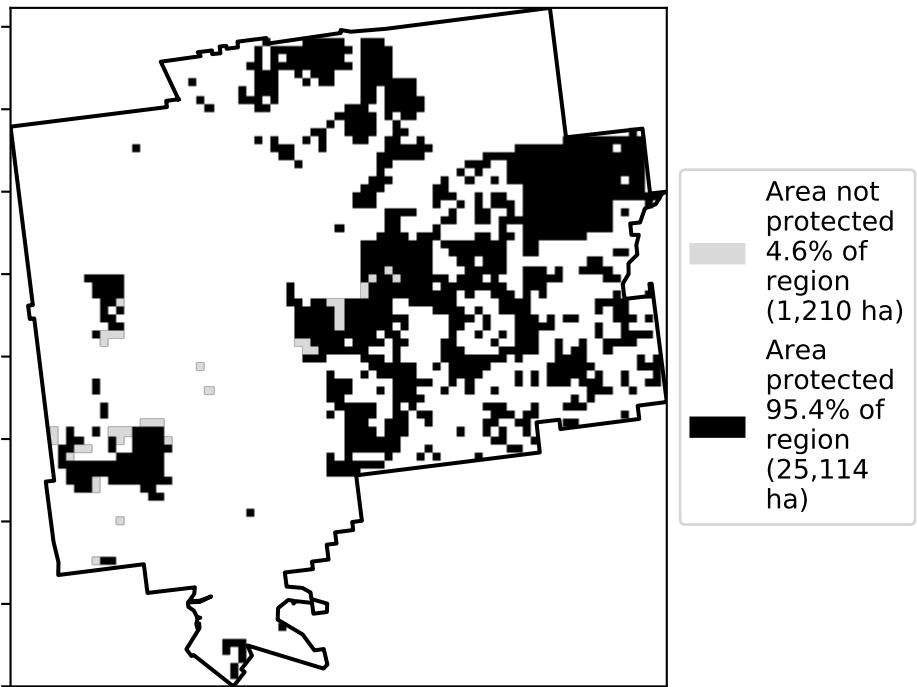 Area not
protected
4.6% of
region
(1,210 ha)
Area
protected
95.4% of
region
(25,114
ha)